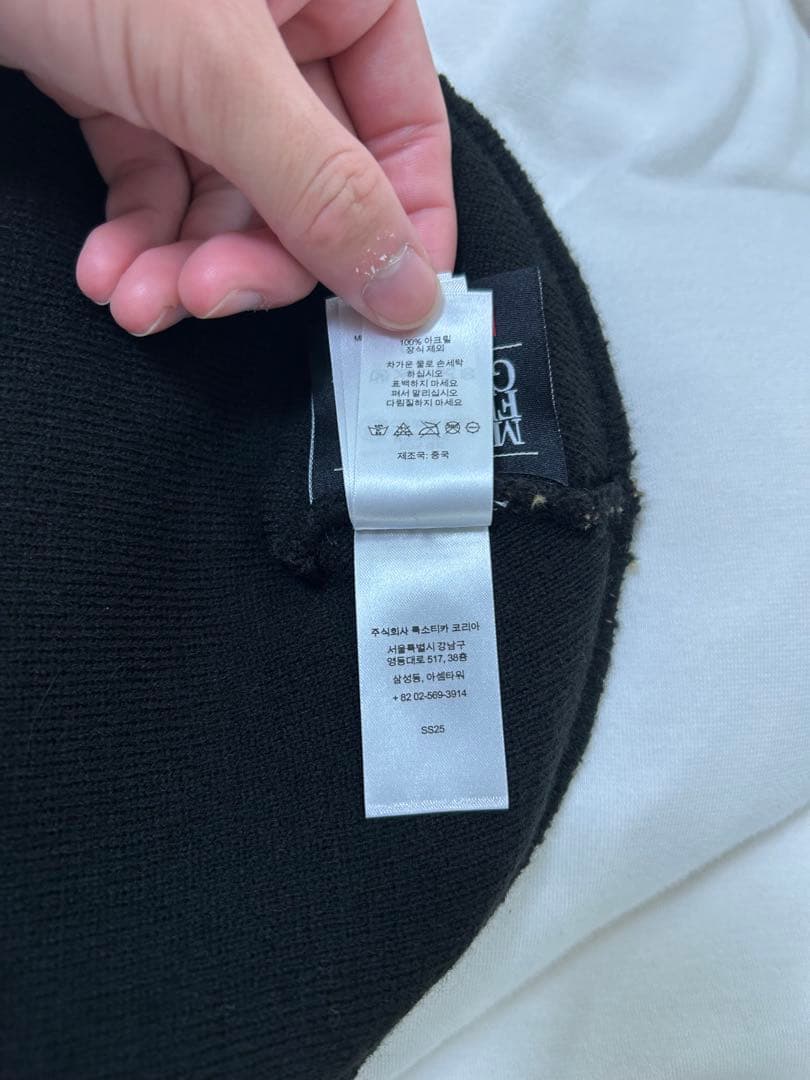 100% 아크릴
장식 제외
차가운 물로 손세탁
하십시오
표백하지 마세요
펴서 말리십시오
다림질하지 마세요
제조국: 중국
주식회사 룩소티카 코리아
서울특별시 강남구
영동대로 517, 38층
삼성동, 아셈타워
+ 82 02-569-3914
SS25